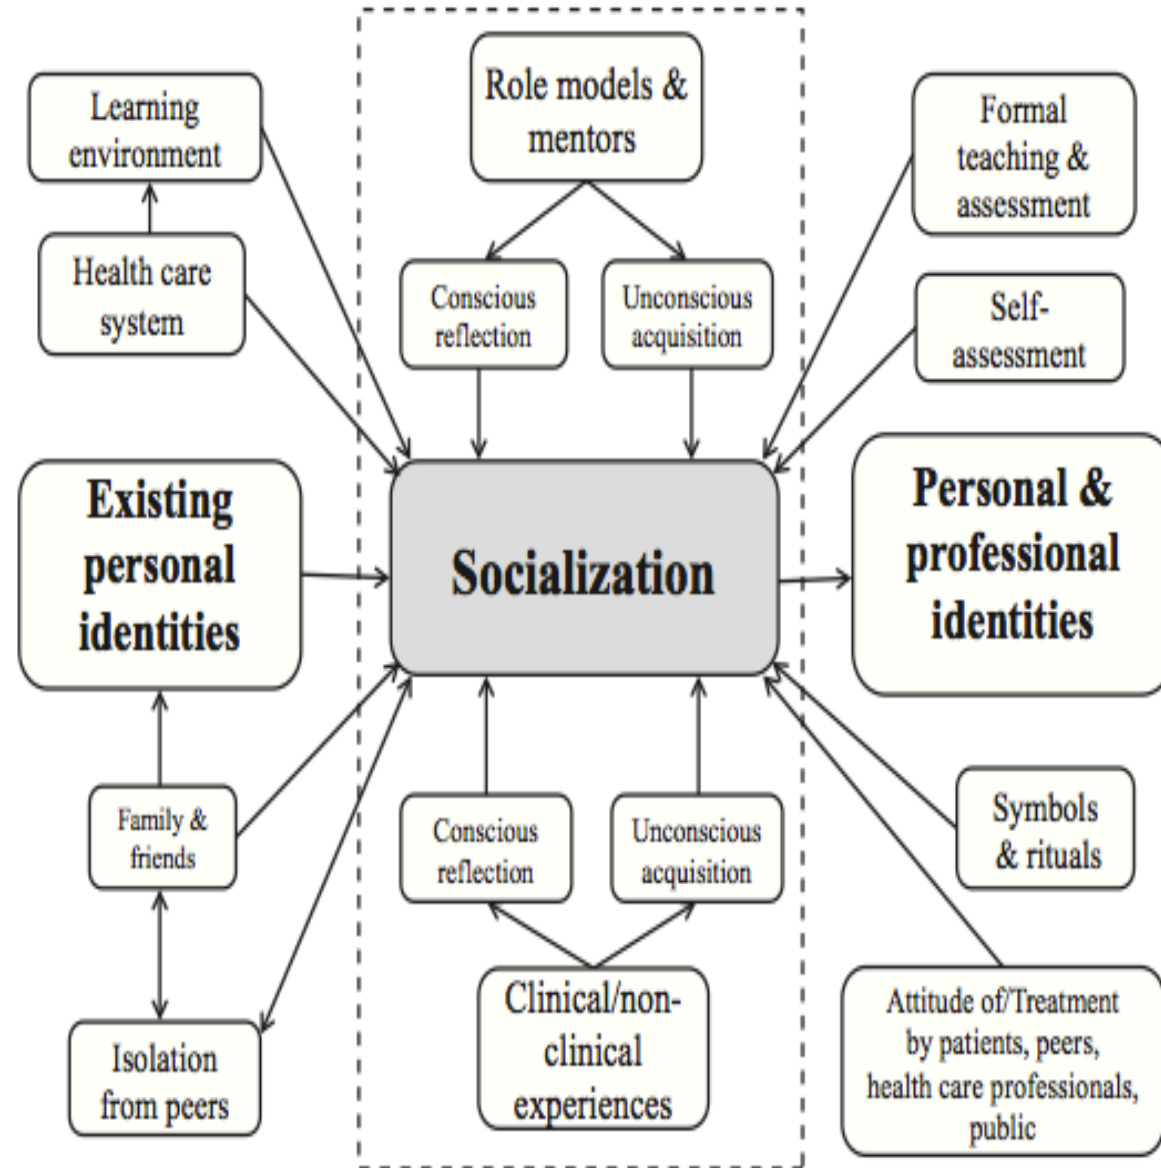 Learning
environment
Health care
system
Role models &
mentors
Conscious
reflection
Unconscious
acquisition
Formal
teaching &
assessment
Self-
assessment
Existing
personal
identities
Socialization
Personal &
professional
identities
Family &
friends
Isolation
from peers
Conscious
reflection
Unconscious
acquisition
Clinical/non-
clinical
experiences
Symbols
& rituals
Attitude of/Treatment
by patients, peers,
health care professionals,
public